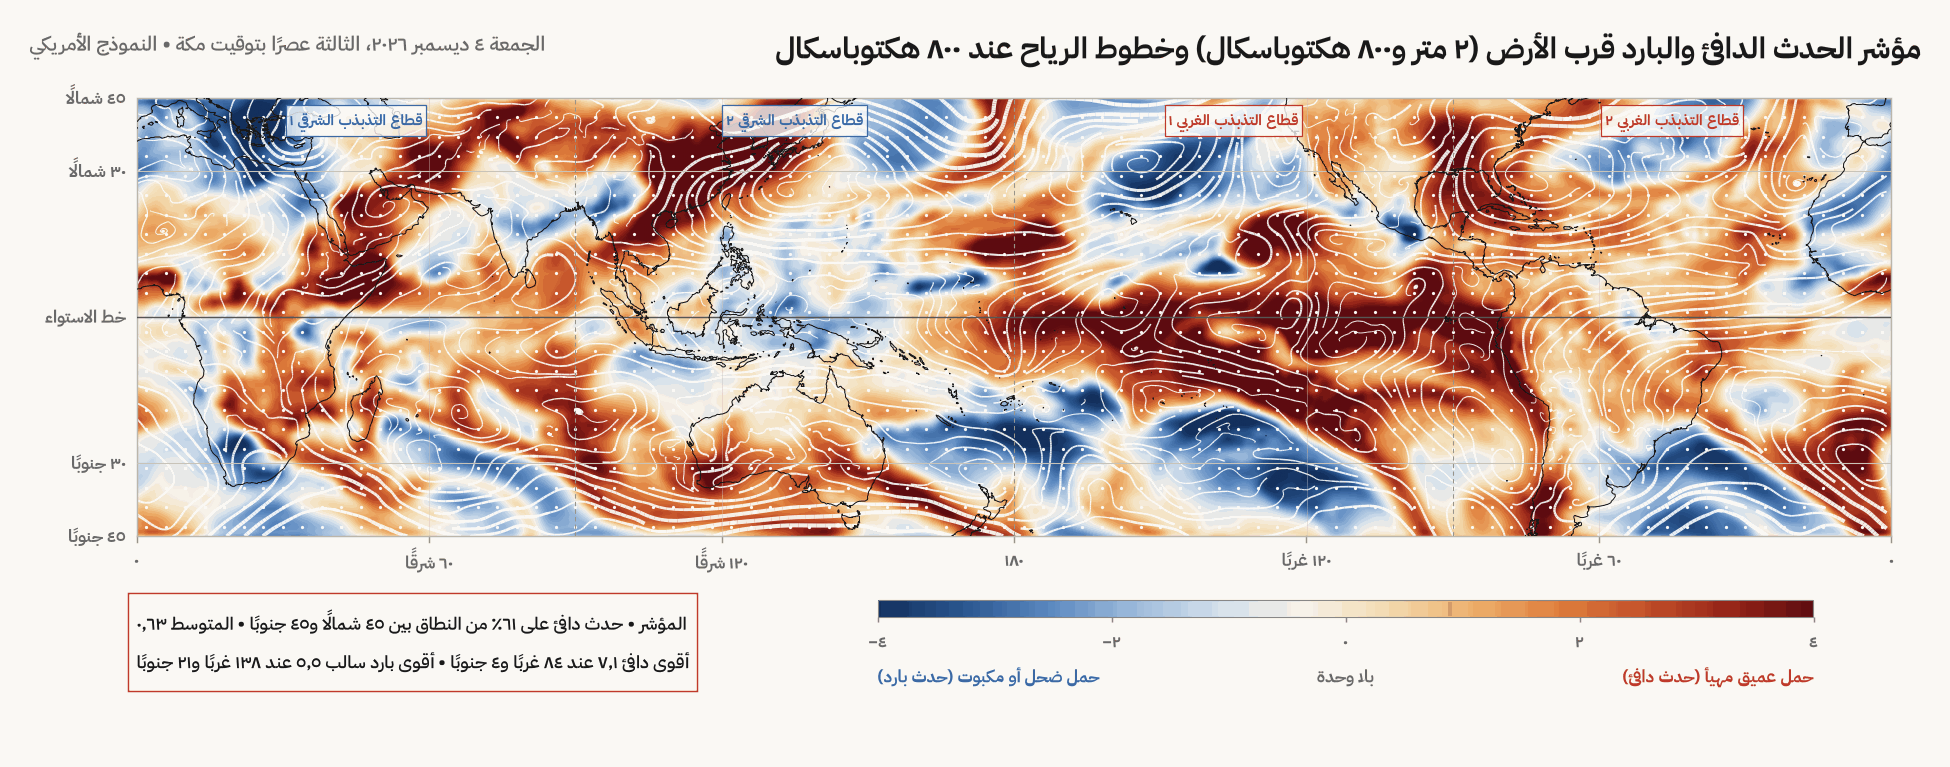 مؤشر الحدث الدافئ والبارد قرب الأرض (٢ متر و٨٠٠ هكتوباسكال) وخطوط الرياح عند ٨٠٠ هكتوباسكال
الجمعة ٤ ديسمبر ٢٠٢٦، الثالثة عصرًا بتوقيت مكة • النموذج الأمريكي
٤٥ شمالًا
٣٠ شمالًا
خط الاستواء
٣٠ جنوبًا
٤٥ جنوبًا
قطاع التذبذب الشرقي ١
قطاع التذبذب الشرقي ٢
قطاع التذبذب الغربي ١
قطاع التذبذب الغربي ٢
٠
٦٠ شرقًا
١٢٠ شرقًا
١٨٠
١٢٠ غربًا
٦٠ غربًا
٠
المؤشر • حدث دافئ على ٦١٪ من النطاق بين ٤٥ شمالًا و٤٥ جنوبًا • المتوسط ٠,٦٣
أقوى دافئ ٧,١ عند ٨٤ غربًا و٤ جنوبًا • أقوى بارد سالب ٥,٥ عند ١٣٨ غربًا و٢١ جنوبًا
−٤
−٢
٠
٢
٤
حمل عميق مهيأ (حدث دافئ)
بلا وحدة
حمل ضحل أو مكبوت (حدث بارد)